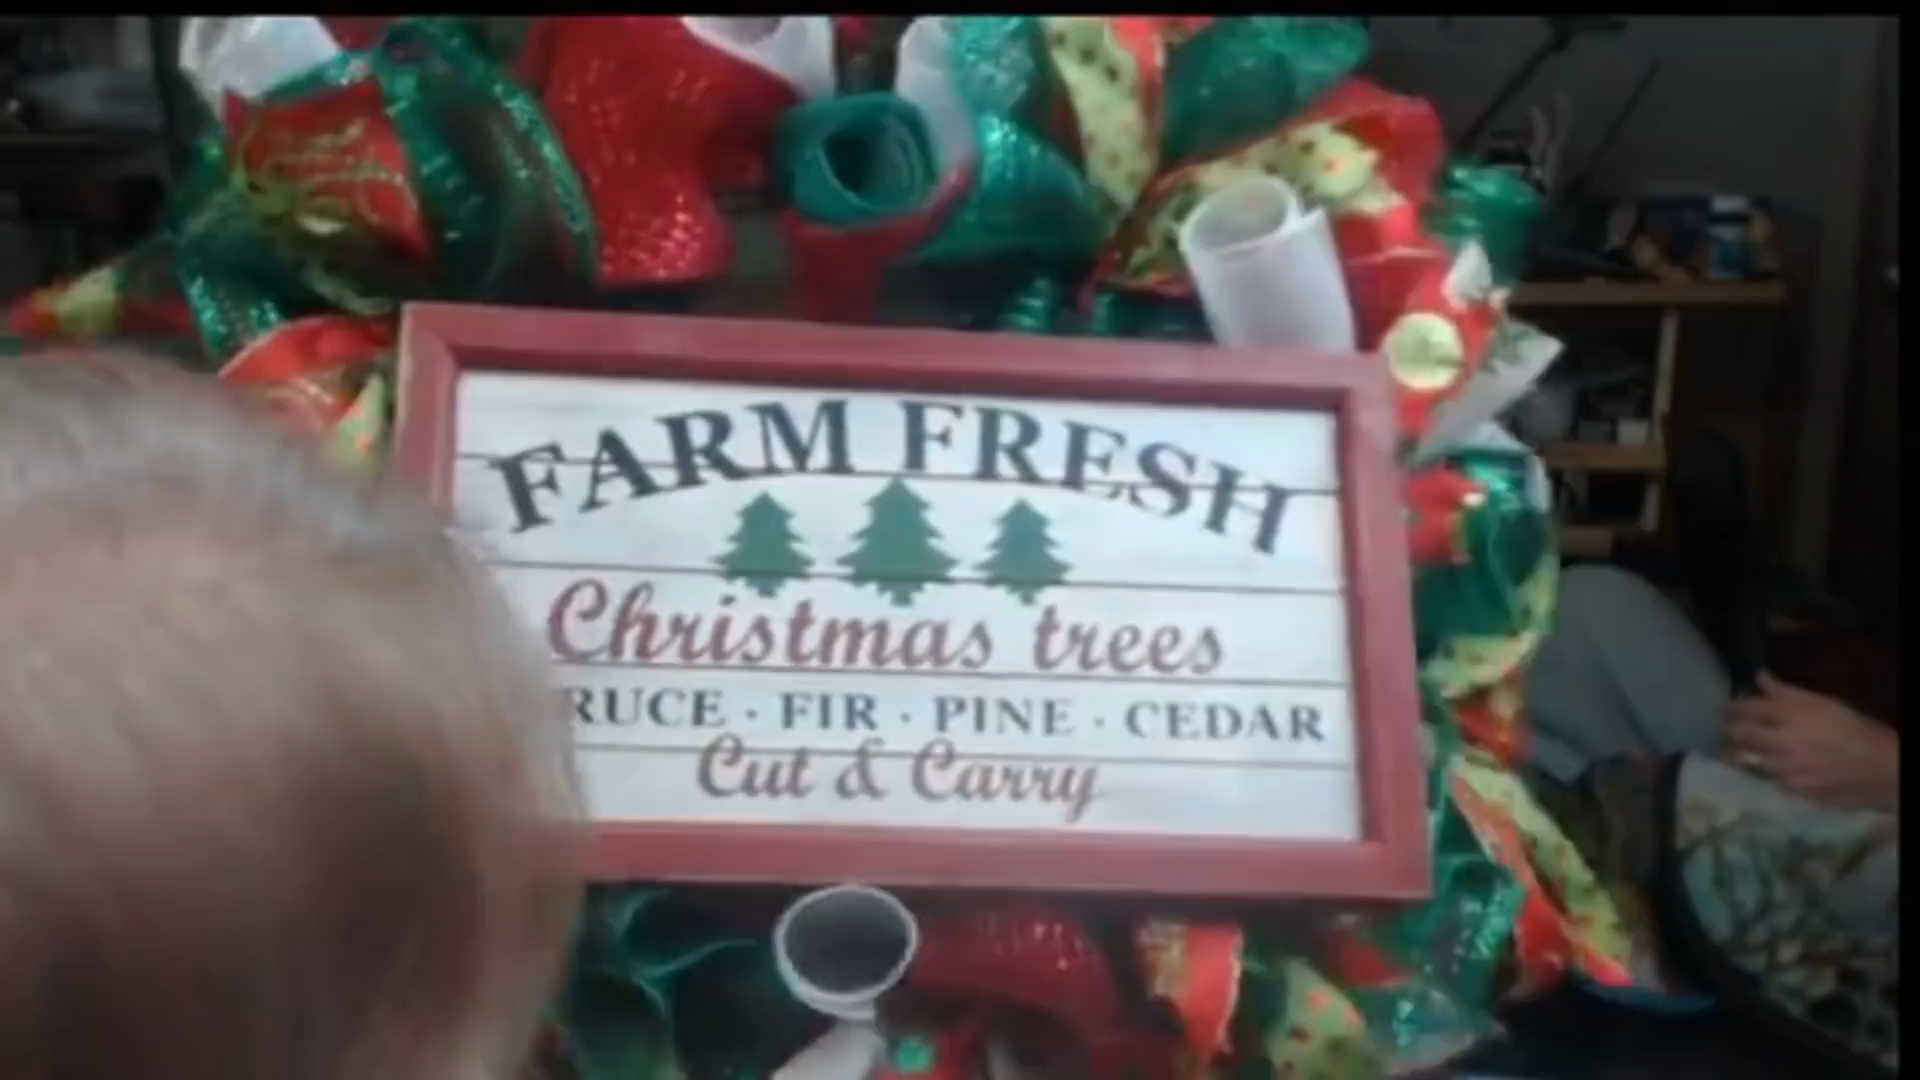 FARM FRESH
Christmas trees
RUCE · FIR · PINE · CEDAR
Cut & Carry